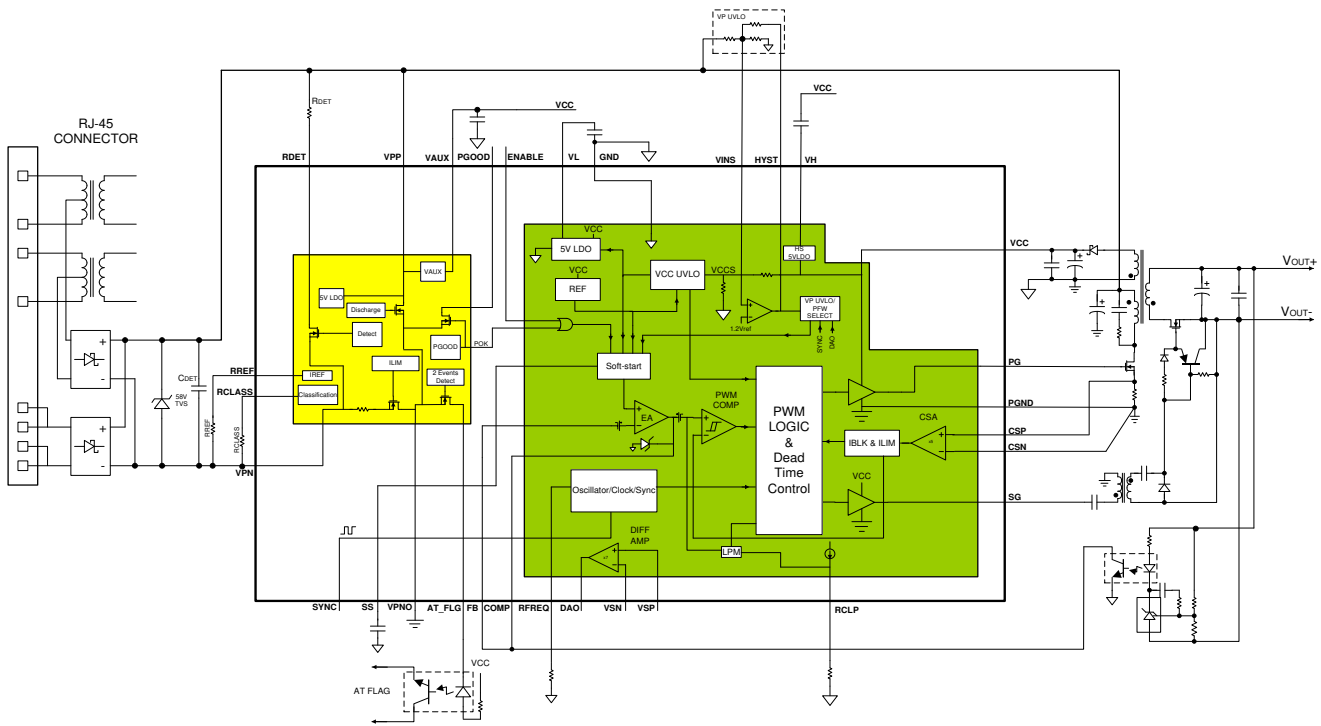 VP UVLO
RDET
VCC
VCC
RJ-45
CONNECTOR
RDET
VPP
VAUX
PGOOD
ENABLE
VL
GND
VINS
HYST
VH
VCC
5V LDO
VCC
REF
VCC UVLO
VCCS
HS
5VLDO
VCC
VOUT+
VOUT-
VAUX
5V LDO
Discharge
Detect
PGOOD
POK
ILIM
2 Events
Detect
IREF
Classification
1.2Vref
VP UVLO/
PFW
SELECT
SYNC
DAO
Soft-start
RREF
RCLASS
CDET
58V
TVS
RREF
RCLASS
VPN
EA
PWM
COMP
PWM
LOGIC
&
Dead
Time
Control
CSA
IBLK & ILIM
PG
PGND
CSP
CSN
SG
VCC
Oscillator/Clock/Sync
DIFF
AMP
LPM
SYNC
SS
VPNO
AT_FLG
FB
COMP
RFREQ
DAO
VSN
VSP
RCLP
AT FLAG
VCC